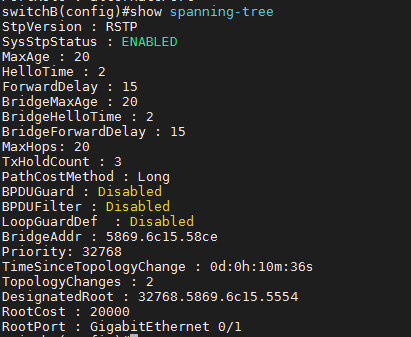 switchB(config)#show spanning-tree
StpVersion : RSTP
SysStpStatus : ENABLED
MaxAge : 20
HelloTime : 2
ForwardDelay : 15
BridgeMaxAge : 20
BridgeHelloTime : 2
BridgeForwardDelay : 15
MaxHops: 20
TxHoldCount : 3
PathCostMethod : Long
BPDUGuard : Disabled
BPDUFilter : Disabled
LoopGuardDef  : Disabled
BridgeAddr : 5869.6c15.58ce
Priority: 32768
TimeSinceTopologyChange : 0d:0h:10m:36s
TopologyChanges : 2
DesignatedRoot : 32768.5869.6c15.5554
RootCost : 20000
RootPort : GigabitEthernet 0/1